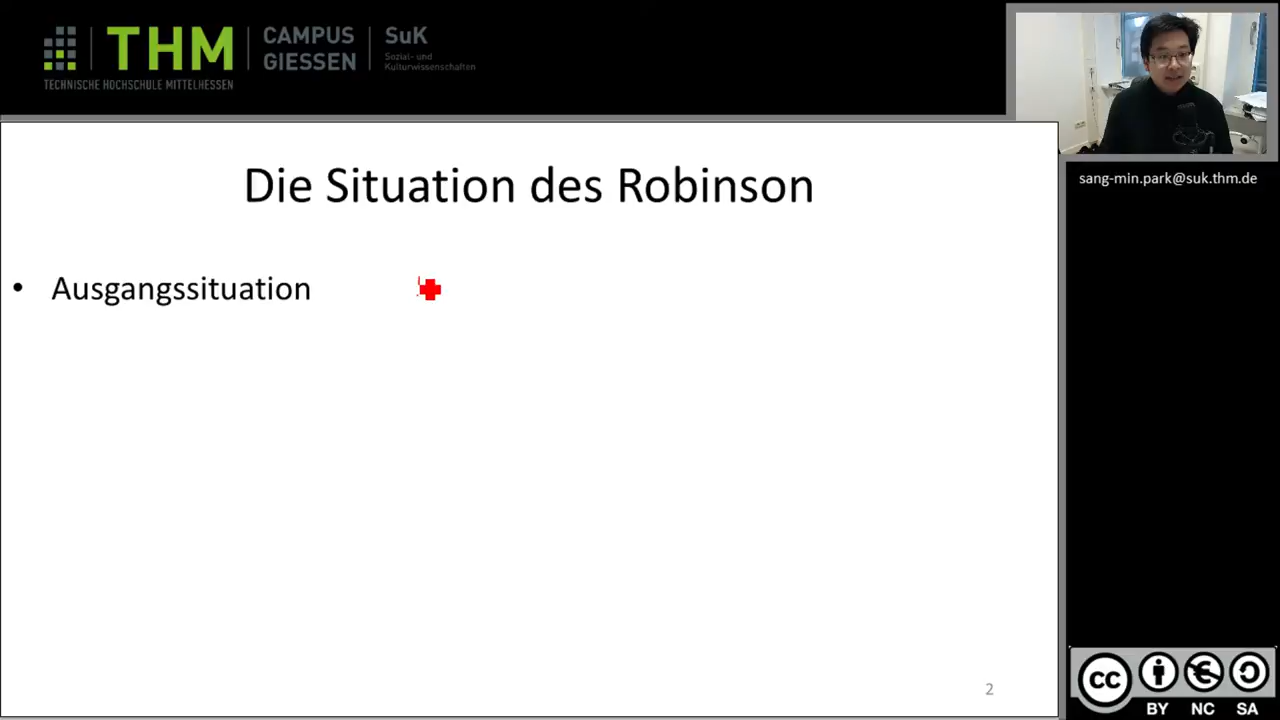 THM
CAMPUS
GIESSEN
SuK
Sozial- und
Kulturwissenschaften
TECHNISCHE HOCHSCHULE MITTELHESSEN
sang-min.park@suk.thm.de
Die Situation des Robinson
• Ausgangssituation
2
CC
BY NC SA